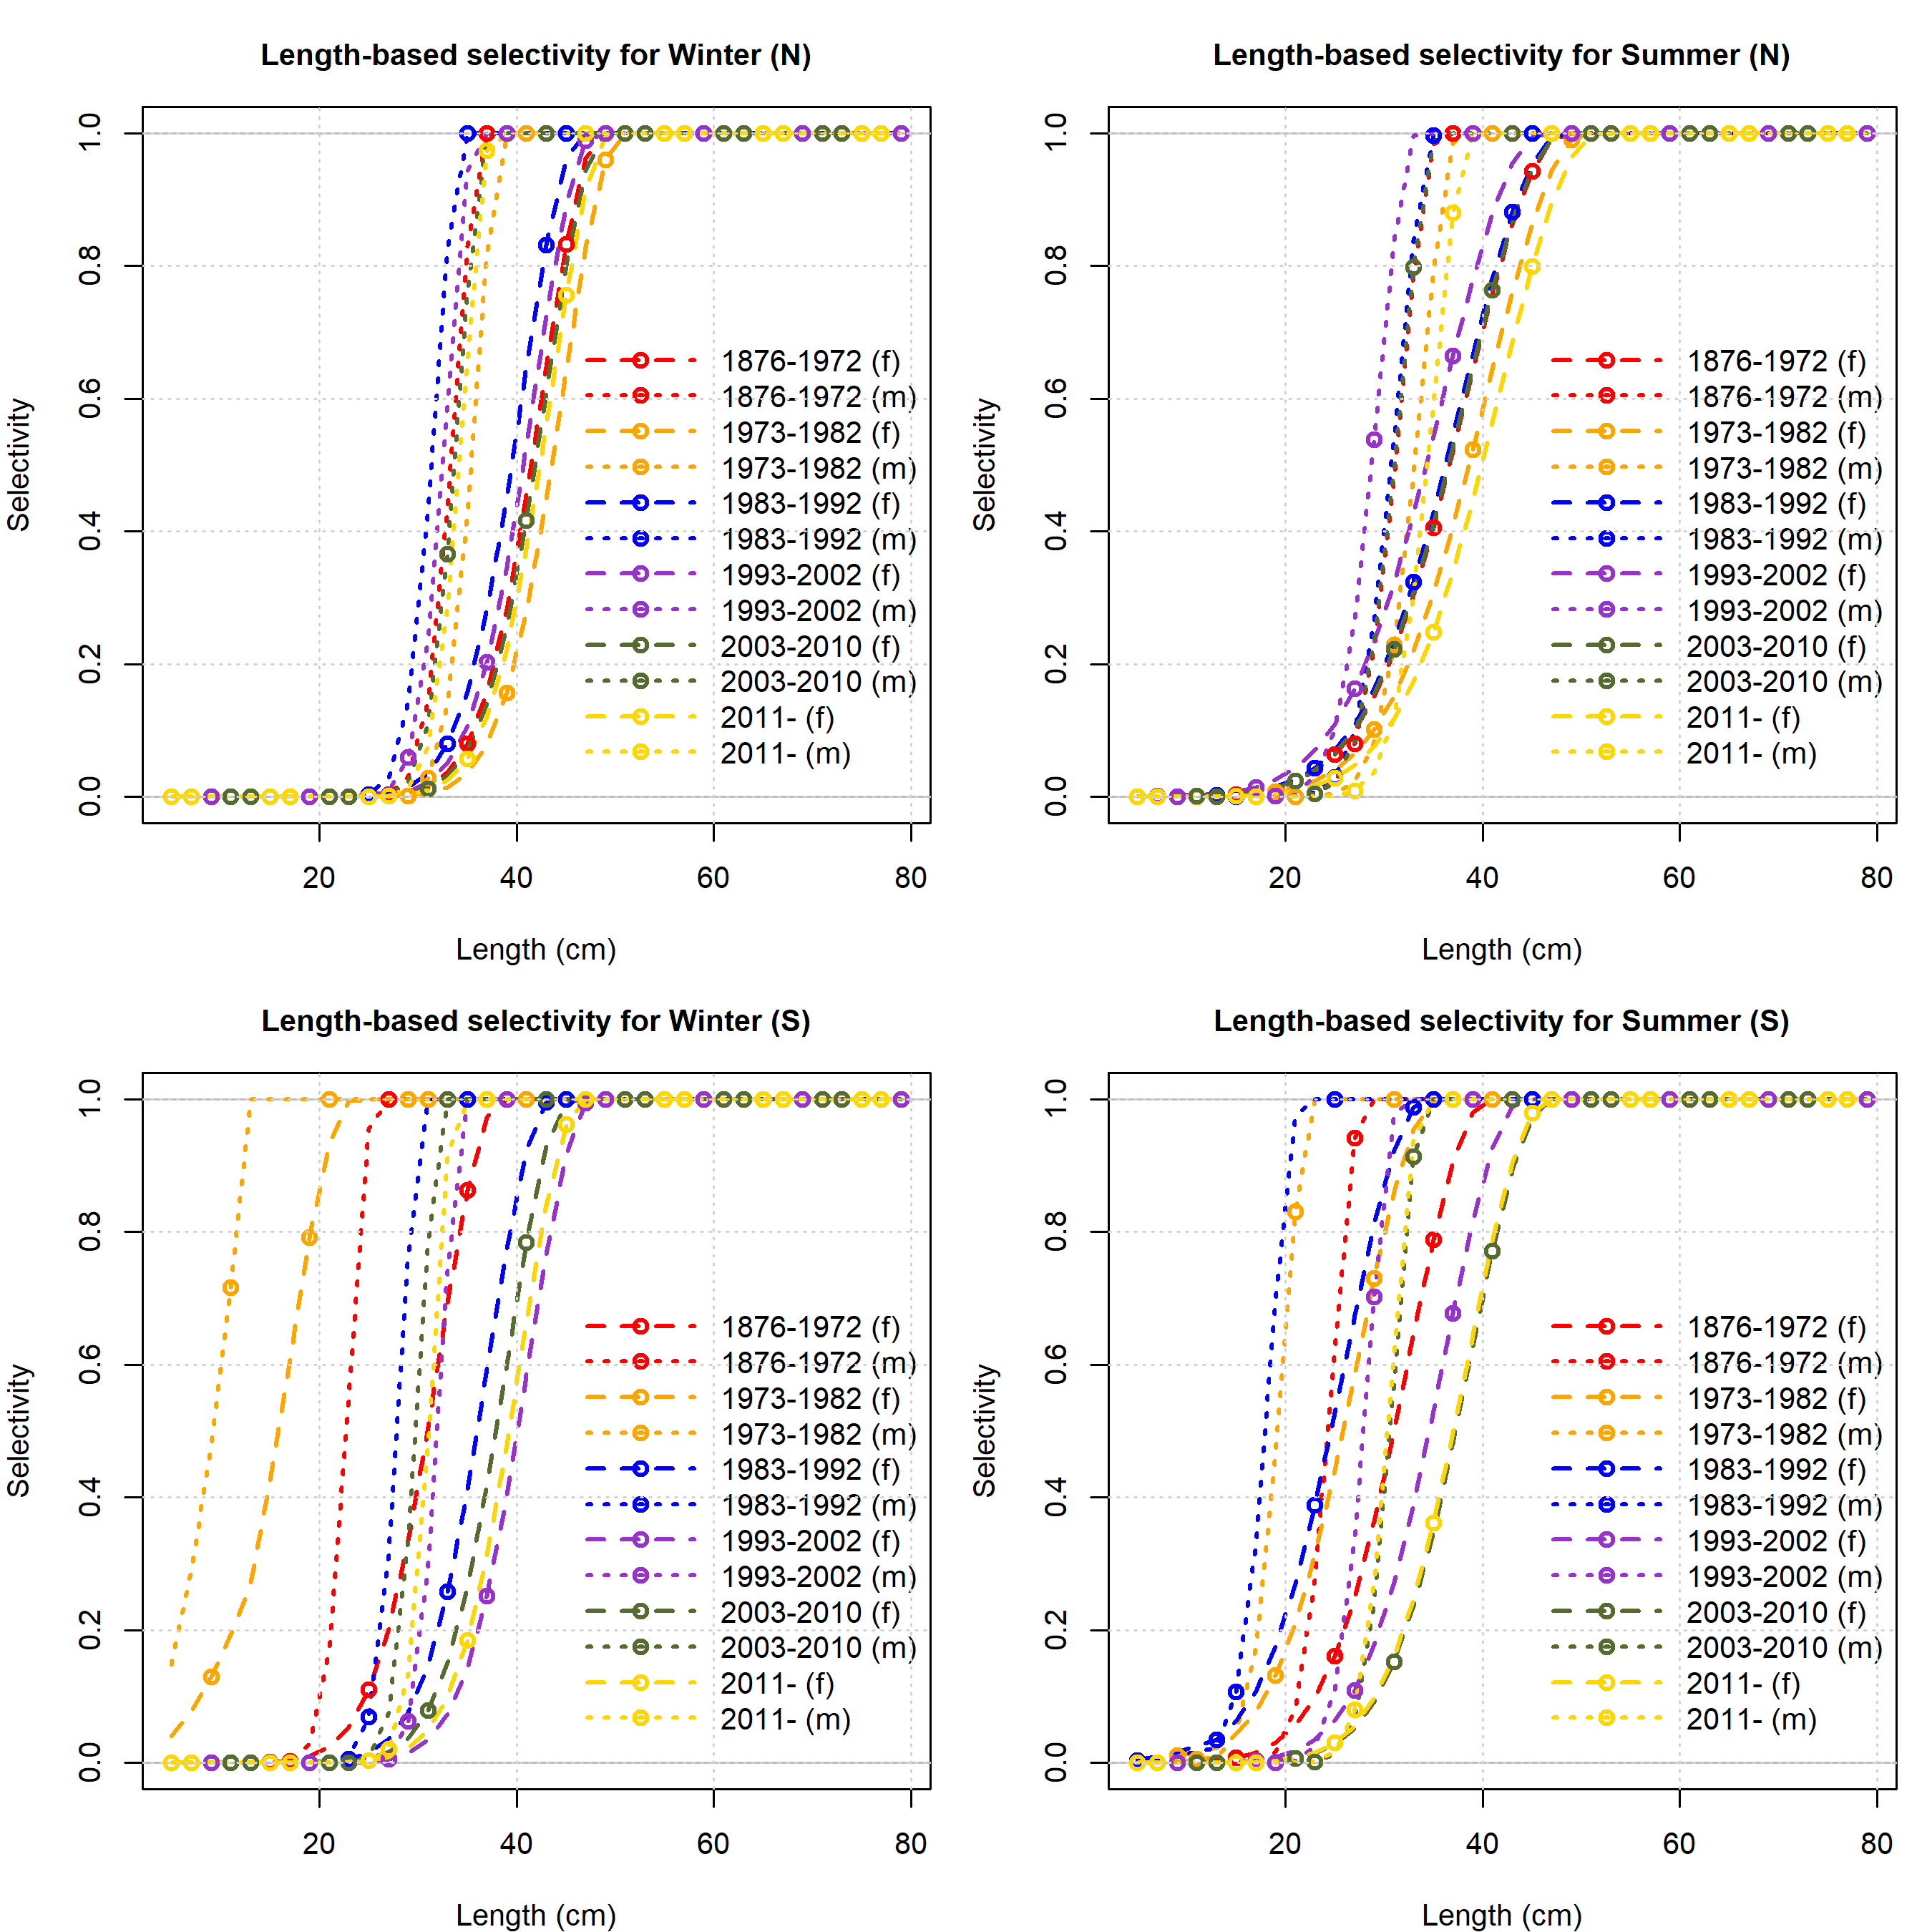 Length-based selectivity for Winter (N)
Selectivity
1.0
0.8
0.6
0.4
0.2
0.0
1876-1972 (f)
1876-1972 (m)
1973-1982 (f)
1973-1982 (m)
1983-1992 (f)
1983-1992 (m)
1993-2002 (f)
1993-2002 (m)
2003-2010 (f)
2003-2010 (m)
2011- (f)
2011- (m)
20 40 60 80
Length (cm)
Length-based selectivity for Summer (N)
Selectivity
1.0
0.8
0.6
0.4
0.2
0.0
1876-1972 (f)
1876-1972 (m)
1973-1982 (f)
1973-1982 (m)
1983-1992 (f)
1983-1992 (m)
1993-2002 (f)
1993-2002 (m)
2003-2010 (f)
2003-2010 (m)
2011- (f)
2011- (m)
20 40 60 80
Length (cm)
Length-based selectivity for Winter (S)
Selectivity
1.0
0.8
0.6
0.4
0.2
0.0
1876-1972 (f)
1876-1972 (m)
1973-1982 (f)
1973-1982 (m)
1983-1992 (f)
1983-1992 (m)
1993-2002 (f)
1993-2002 (m)
2003-2010 (f)
2003-2010 (m)
2011- (f)
2011- (m)
20 40 60 80
Length (cm)
Length-based selectivity for Summer (S)
Selectivity
1.0
0.8
0.6
0.4
0.2
0.0
1876-1972 (f)
1876-1972 (m)
1973-1982 (f)
1973-1982 (m)
1983-1992 (f)
1983-1992 (m)
1993-2002 (f)
1993-2002 (m)
2003-2010 (f)
2003-2010 (m)
2011- (f)
2011- (m)
20 40 60 80
Length (cm)